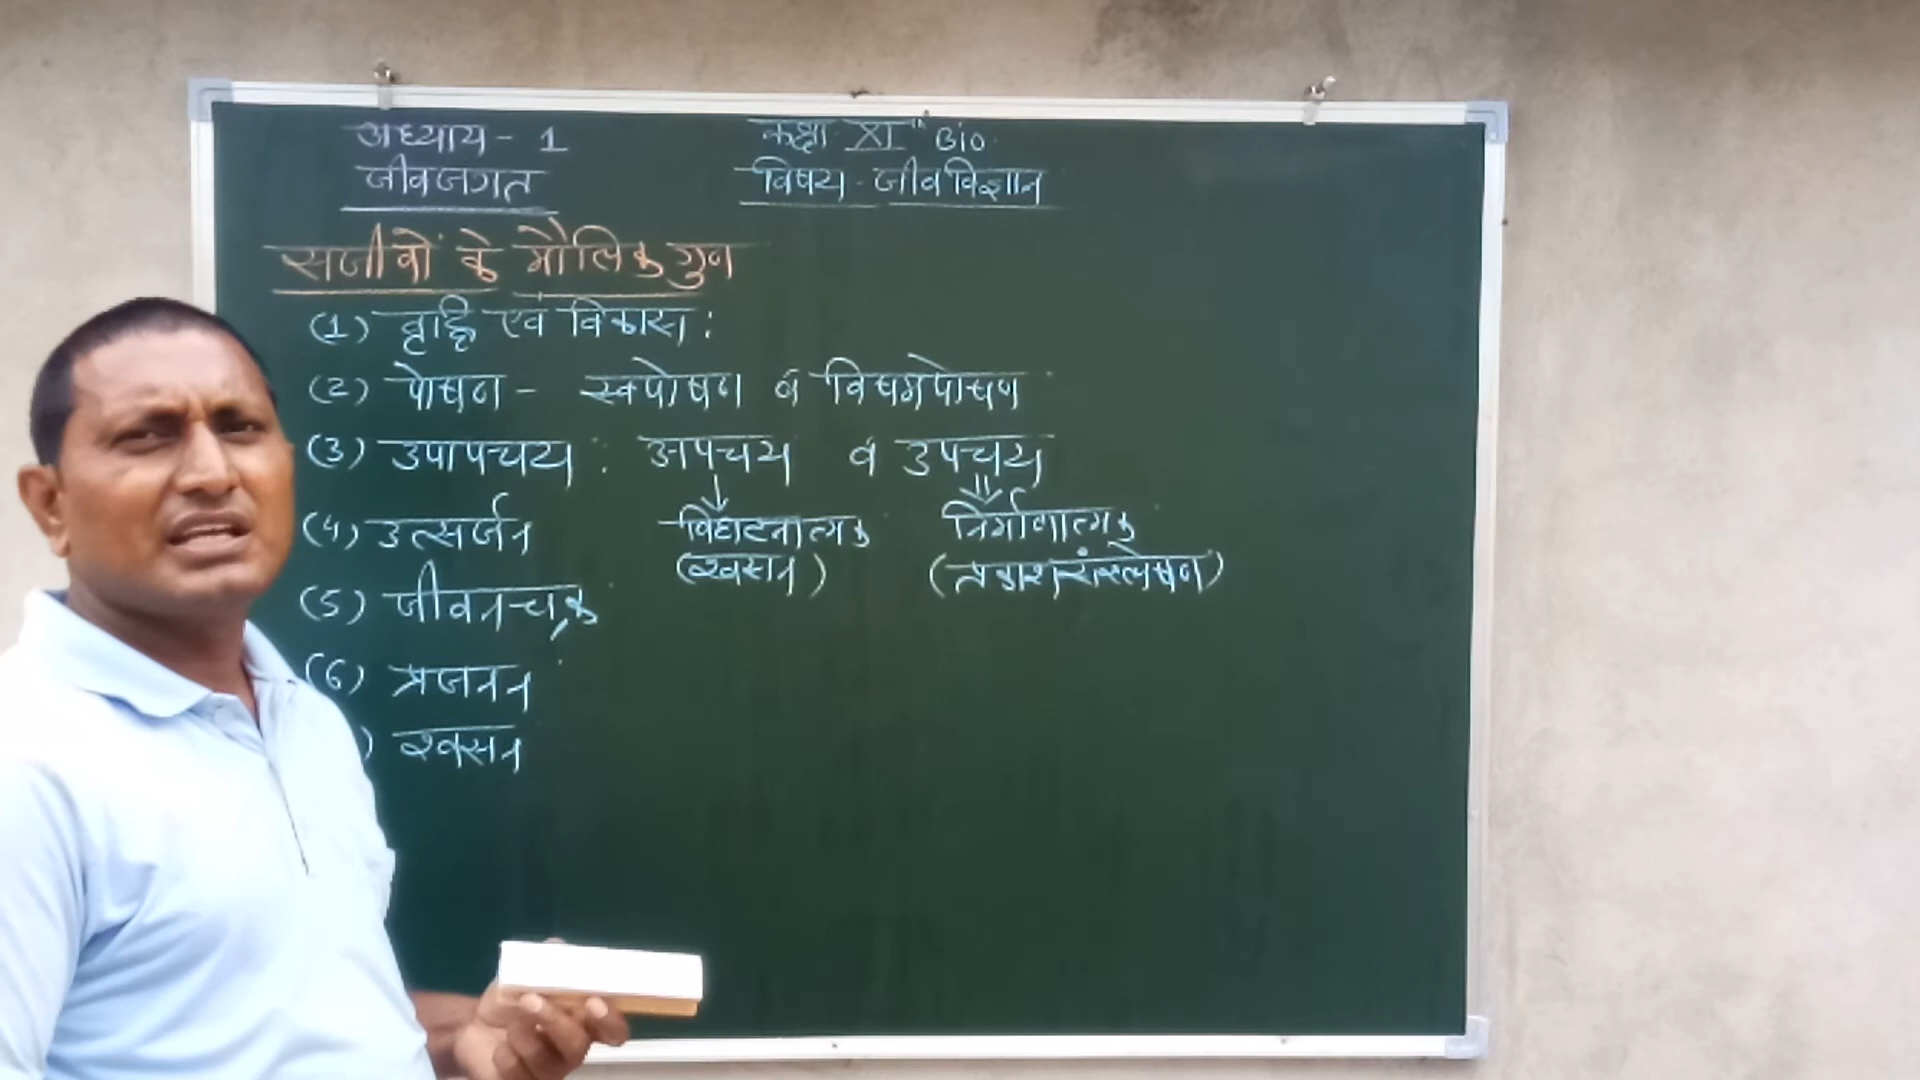 अध्याय - 1
जीवजगत
कक्षा XI" Bio.
विषय - जीवविज्ञान
सजीवों के मौलिक गुण
(1) वृद्धि एवं विकास :
(2) पोषण - स्वपोषण व विषमपोषण
(3) उपापचय : अपचय व उपचय
(4) उत्सर्जन विघटनात्मक निर्माणात्मक
(श्वसन) (प्रकाशसंश्लेषण)
(5) जीवनचक्र
(6) प्रजनन
) श्वसन